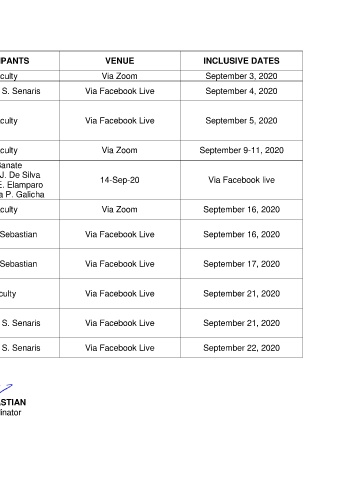 IPANTS VENUE INCLUSIVE DATES
culty Via Zoom September 3, 2020
S. Senaris Via Facebook Live September 4, 2020
culty Via Facebook Live September 5, 2020
culty Via Zoom September 9-11, 2020
anate
J. De Silva
E. Elamparo
a P. Galicha
14-Sep-20 Via Facebook live
culty Via Zoom September 16, 2020
Sebastian Via Facebook Live September 16, 2020
Sebastian Via Facebook Live September 17, 2020
culty Via Facebook Live September 21, 2020
S. Senaris Via Facebook Live September 21, 2020
S. Senaris Via Facebook Live September 22, 2020
ASTIAN
dinator